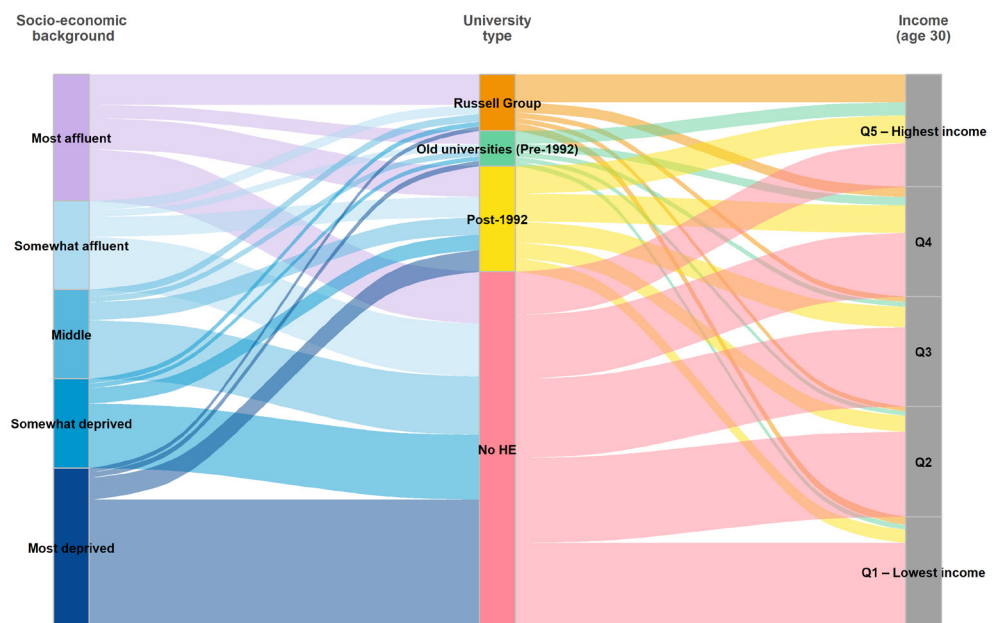 Socio-economic
background
University
type
Income
(age 30)
Most affluent
Somewhat affluent
Middle
Somewhat deprived
Most deprived
Russell Group
Old universities (Pre-1992)
Post-1992
No HE
Q5 – Highest income
Q4
Q3
Q2
Q1 – Lowest income